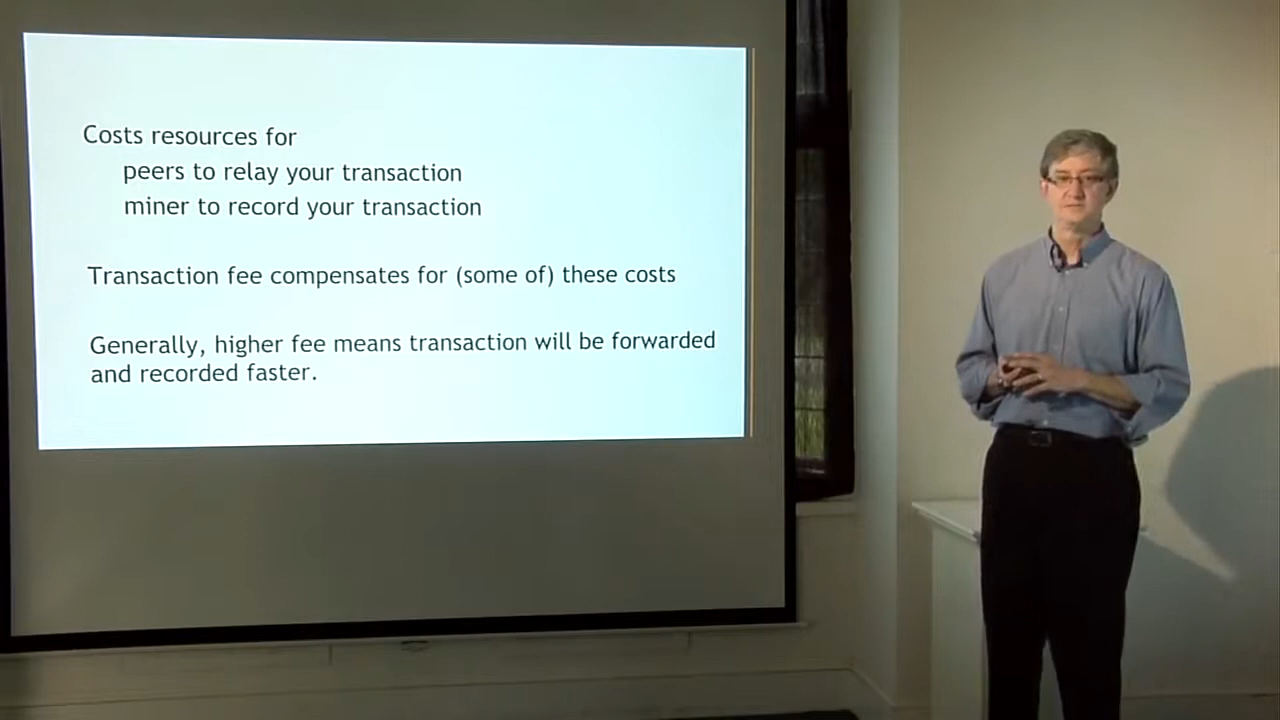 Costs resources for
peers to relay your transaction
miner to record your transaction
Transaction fee compensates for (some of) these costs
Generally, higher fee means transaction will be forwarded
and recorded faster.